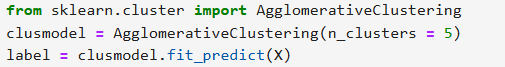 from sklearn.cluster import AgglomerativeClustering
clusmodel = AgglomerativeClustering(n_clusters = 5)
label = clusmodel.fit_predict(X)